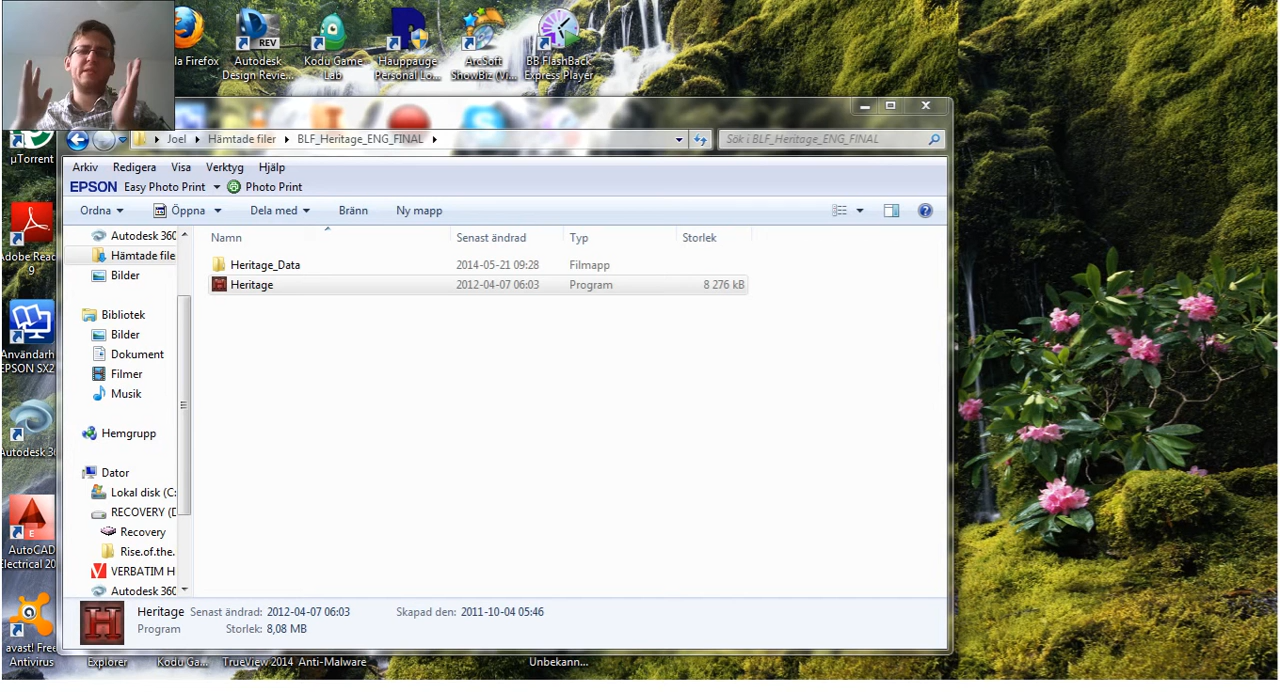 la Firefox
Autodesk
Design Revie...
REV
Kodu Game
Lab
Hauppauge
Personal Lo...
ArcSoft
ShowBiz (Vi...
BB FlashBack
Express Player
µTorrent
Adobe Read
9
Användarh
EPSON SX2
Autodesk 3
AutoCAD
Electrical 20
avast! Free
Antivirus
Joel
Hämtade filer
BLF_Heritage_ENG_FINAL
Sök i BLF_Heritage_ENG_FINAL
Arkiv Redigera Visa Verktyg Hjälp
EPSON Easy Photo Print Photo Print
Ordna Öppna Dela med Bränn Ny mapp
Autodesk 360
Hämtade file
Bilder
Bibliotek
Bilder
Dokument
Filmer
Musik
Hemgrupp
Dator
Lokal disk (C:
RECOVERY (D
Recovery
Rise.of.the.
VERBATIM H
Autodesk 360
Namn Senast ändrad Typ Storlek
Heritage_Data 2014-05-21 09:28 Filmapp
Heritage 2012-04-07 06:03 Program 8 276 kB
H
Heritage Senast ändrad: 2012-04-07 06:03 Skapad den: 2011-10-04 05:46
Program Storlek: 8,08 MB
Explorer
Kodu Ga...
TrueView 2014
Anti-Malware
Unbekann...